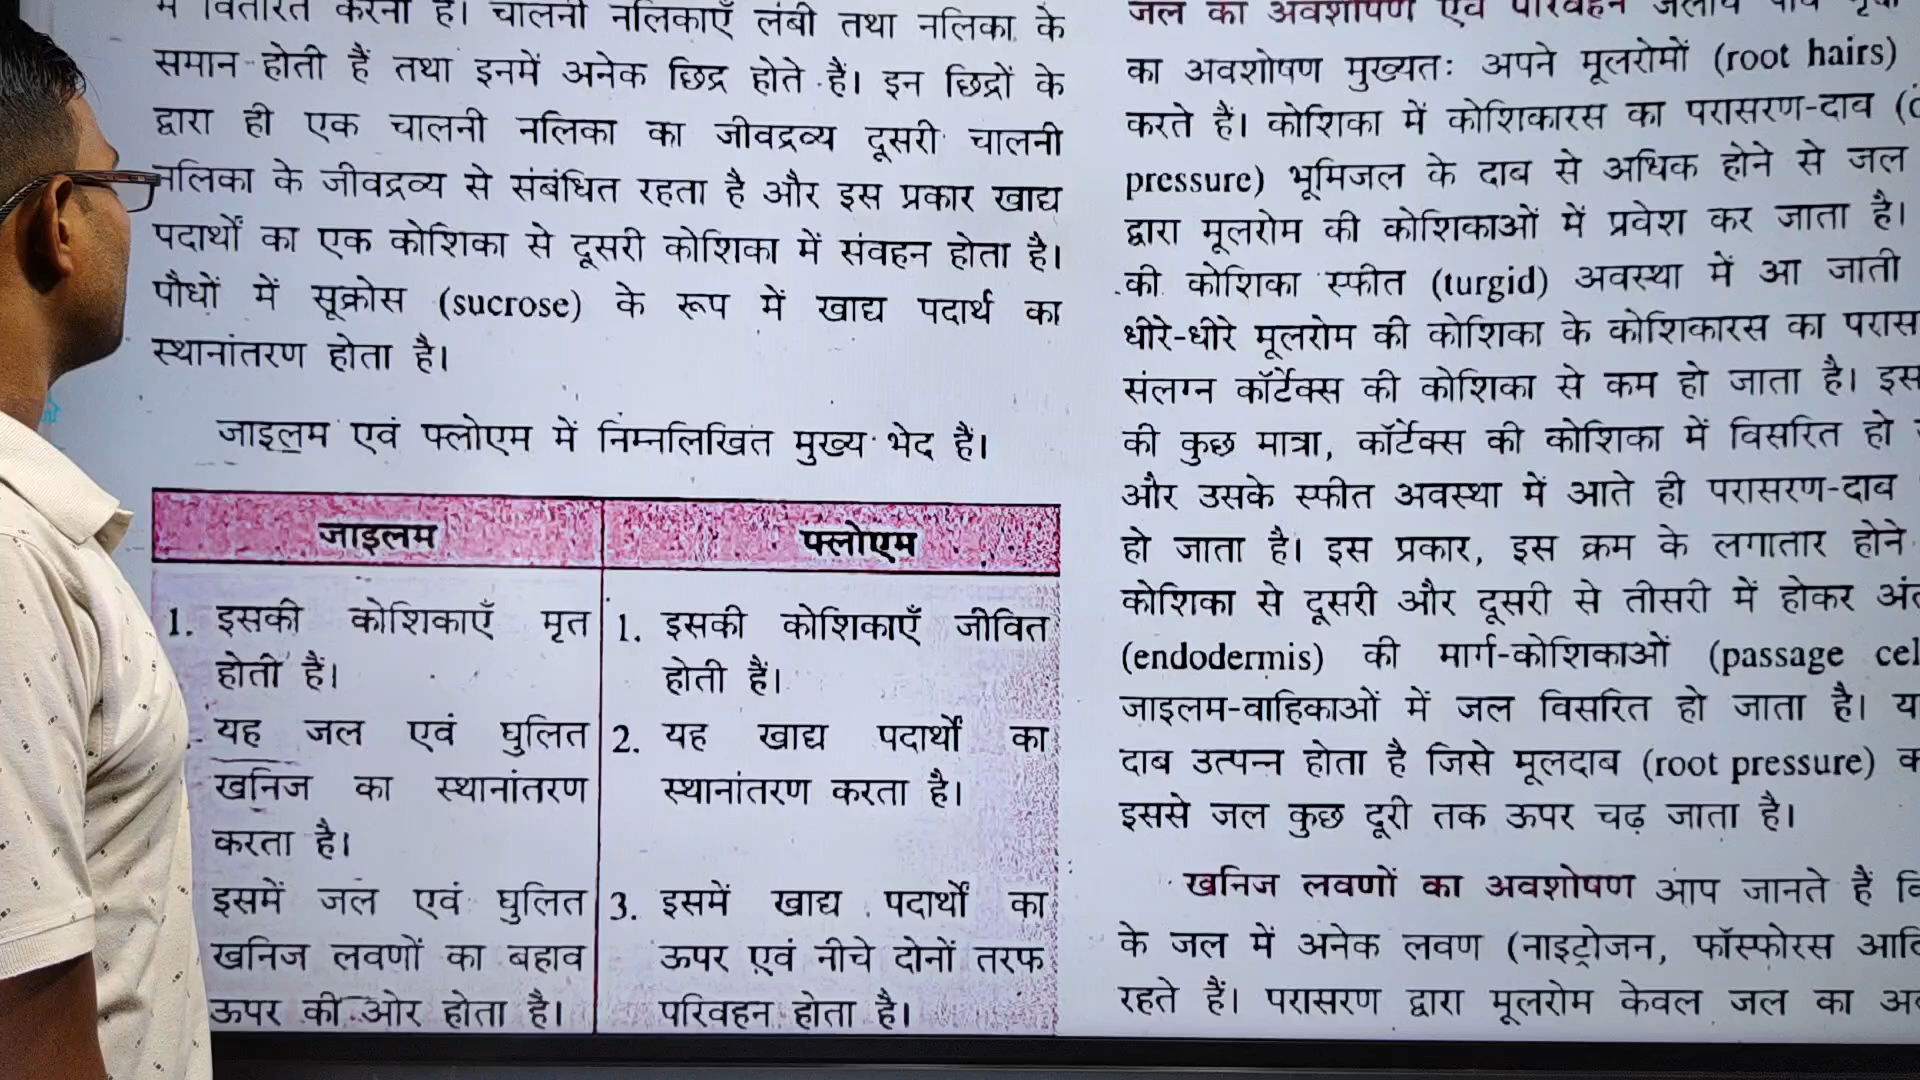 में वितरित करना है। चालनी नलिकाएँ लंबी तथा नलिका के
समान होती हैं तथा इनमें अनेक छिद्र होते हैं। इन छिद्रों के
द्वारा ही एक चालनी नलिका का जीवद्रव्य दूसरी चालनी
नलिका के जीवद्रव्य से संबंधित रहता है और इस प्रकार खाद्य
पदार्थों का एक कोशिका से दूसरी कोशिका में संवहन होता है।
पौधों में सूक्रोस (sucrose) के रूप में खाद्य पदार्थ का
स्थानांतरण होता है।
जाइलम एवं फ्लोएम में निम्नलिखित मुख्य भेद हैं।
जाइलम
1. इसकी कोशिकाएँ मृत
होती हैं।
यह जल एवं घुलित
खनिज का स्थानांतरण
करता है।
इसमें जल एवं घुलित
खनिज लवणों का बहाव
ऊपर की ओर होता है।
फ्लोएम
1. इसकी कोशिकाएँ जीवित
होती हैं।
2. यह खाद्य पदार्थों का
स्थानांतरण करता है।
3. इसमें खाद्य पदार्थों का
ऊपर एवं नीचे दोनों तरफ
परिवहन होता है।
जल का अवशोषण एवं परिवहन जलीय पौधे
का अवशोषण मुख्यतः अपने मूलरोमों (root hairs)
करते हैं। कोशिका में कोशिकारस का परासरण-दाब
pressure) भूमिजल के दाब से अधिक होने से जल
द्वारा मूलरोम की कोशिकाओं में प्रवेश कर जाता है।
की कोशिका स्फीत (turgid) अवस्था में आ जाती
धीरे-धीरे मूलरोम की कोशिका के कोशिकारस का
संलग्न कॉर्टेक्स की कोशिका से कम हो जाता है। इस
की कुछ मात्रा, कॉर्टेक्स की कोशिका में विसरित हो
और उसके स्फीत अवस्था में आते ही परासरण-दाब
हो जाता है। इस प्रकार, इस क्रम के लगातार होने
कोशिका से दूसरी और दूसरी से तीसरी में होकर
(endodermis) की मार्ग-कोशिकाओं (passage
जाइलम-वाहिकाओं में जल विसरित हो जाता है।
दाब उत्पन्न होता है जिसे मूलदाब (root pressure)
इससे जल कुछ दूरी तक ऊपर चढ़ जाता है।
खनिज लवणों का अवशोषण आप जानते हैं
के जल में अनेक लवण (नाइट्रोजन, फॉस्फोरस
रहते हैं। परासरण द्वारा मूलरोम केवल जल का